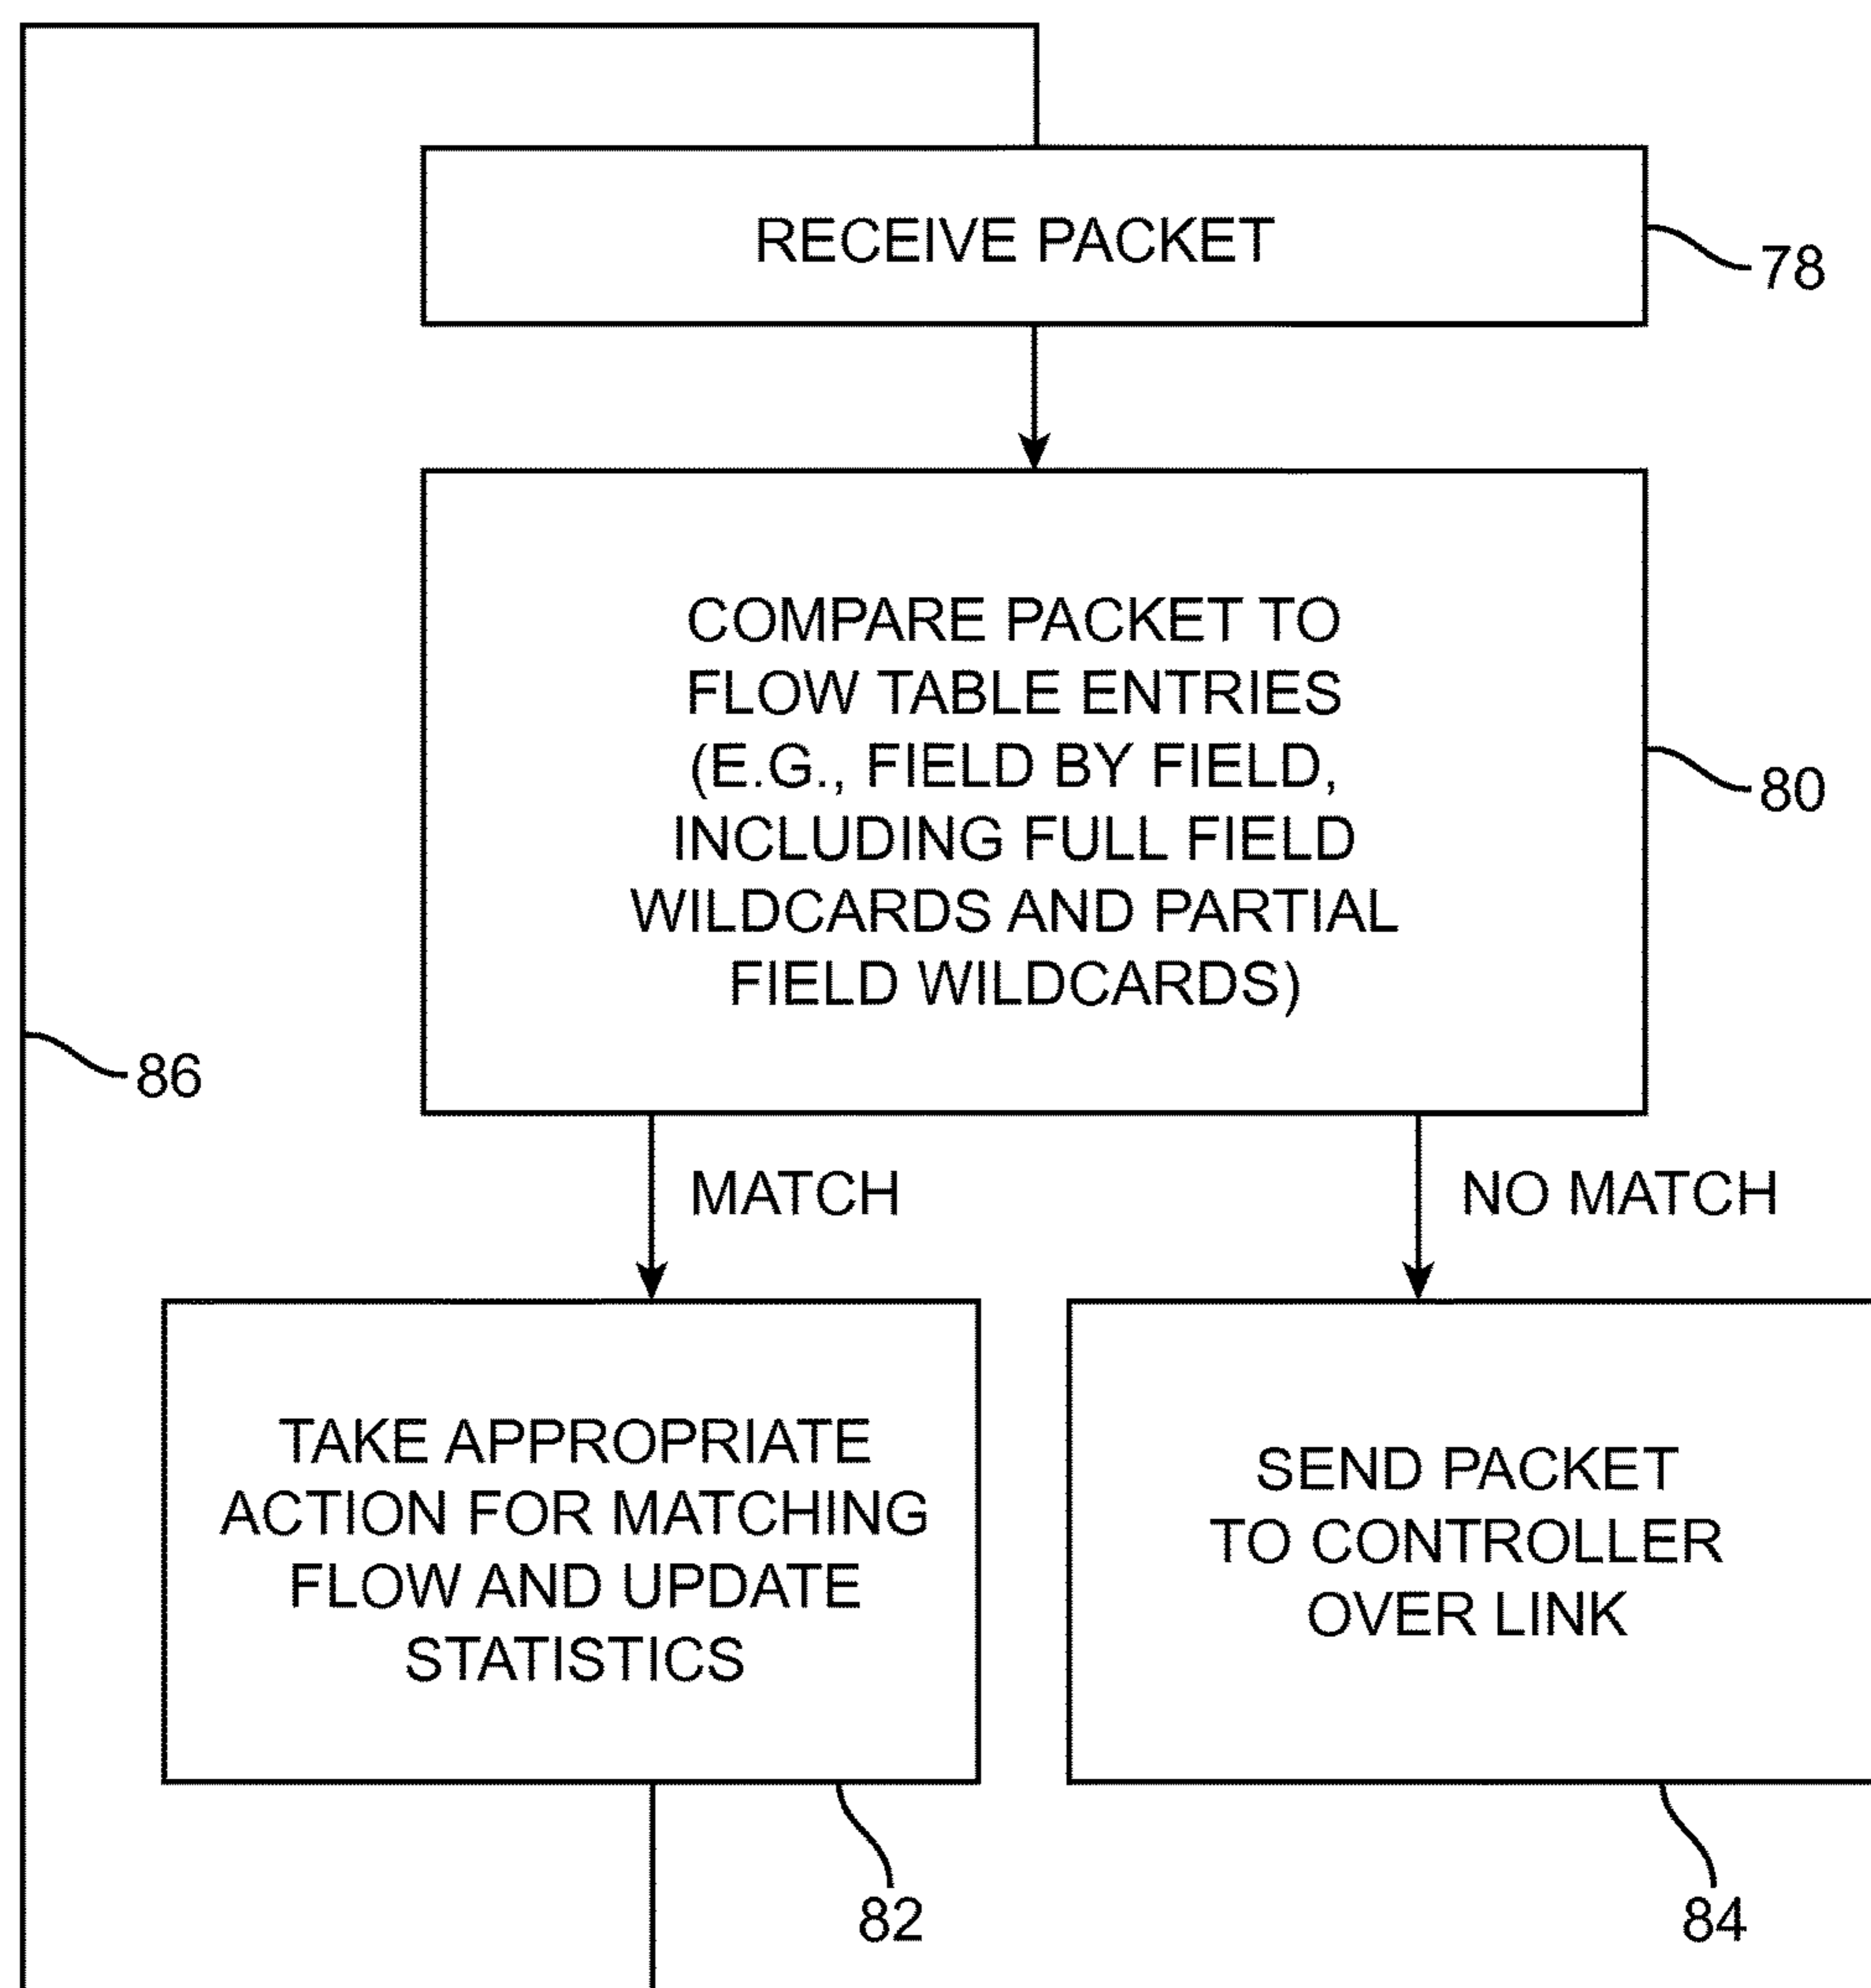 RECEIVE PACKET
78
COMPARE PACKET TO
FLOW TABLE ENTRIES
(E.G., FIELD BY FIELD,
INCLUDING FULL FIELD
WILDCARDS AND PARTIAL
FIELD WILDCARDS)
80
86
MATCH
NO MATCH
TAKE APPROPRIATE
ACTION FOR MATCHING
FLOW AND UPDATE
STATISTICS
SEND PACKET
TO CONTROLLER
OVER LINK
82
84